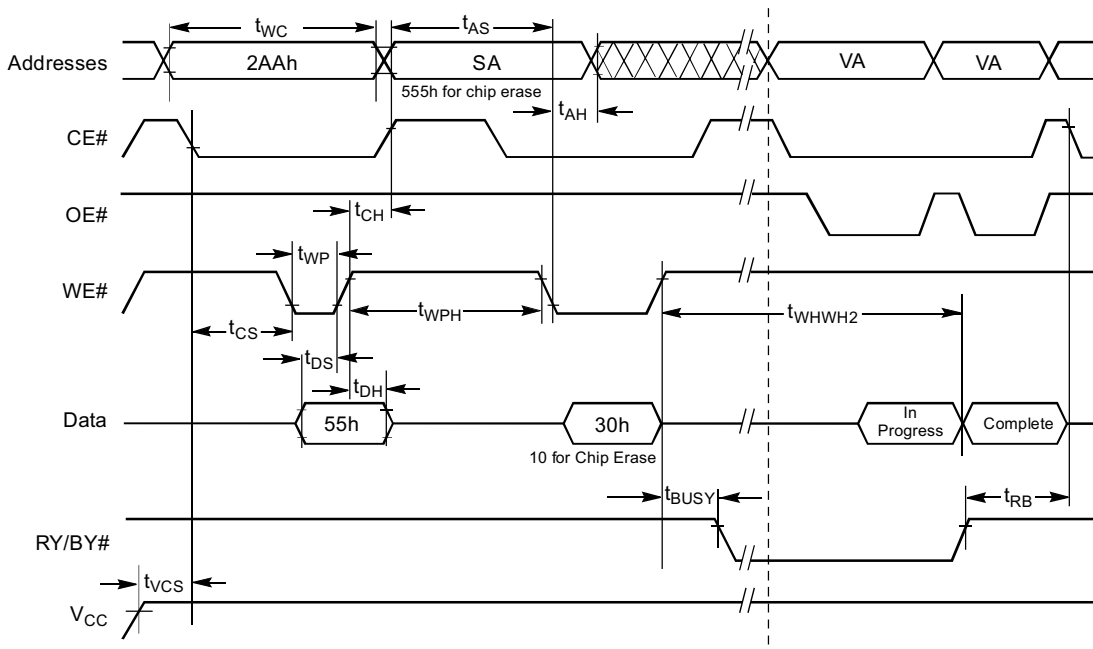 tWC
tAS
Addresses
2AAh
SA
VA
VA
555h for chip erase
tAH
CE#
OE#
tCH
tWP
WE#
tWPH
tWHWH2
tCS
tDS
tDH
Data
55h
30h
In
Progress
Complete
10 for Chip Erase
tBUSY
tRB
RY/BY#
tVCS
VCC